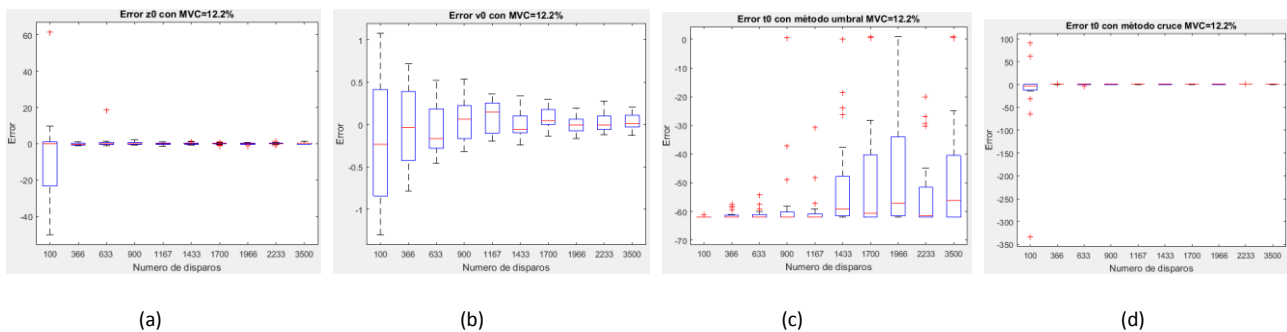 Error z0 con MVC=12.2%
60
40
20
0
-20
-40
Error
100 366 633 900 1167 1433 1700 1966 2233 3500
Numero de disparos
(a)
Error v0 con MVC=12.2%
1
0.5
0
-0.5
-1
Error
100 366 633 900 1167 1433 1700 1966 2233 3500
Numero de disparos
(b)
Error t0 con mètodo umbral MVC=12.2%
0
-10
-20
-30
-40
-50
-60
-70
Error
100 366 633 900 1167 1433 1700 1966 2233 3500
Numero de disparos
(c)
Error t0 con mètodo cruce MVC=12.2%
100
50
0
-50
-100
-150
-200
-250
-300
-350
Error
100 366 633 900 1167 1433 1700 1966 2233 3500
Numero de disparos
(d)